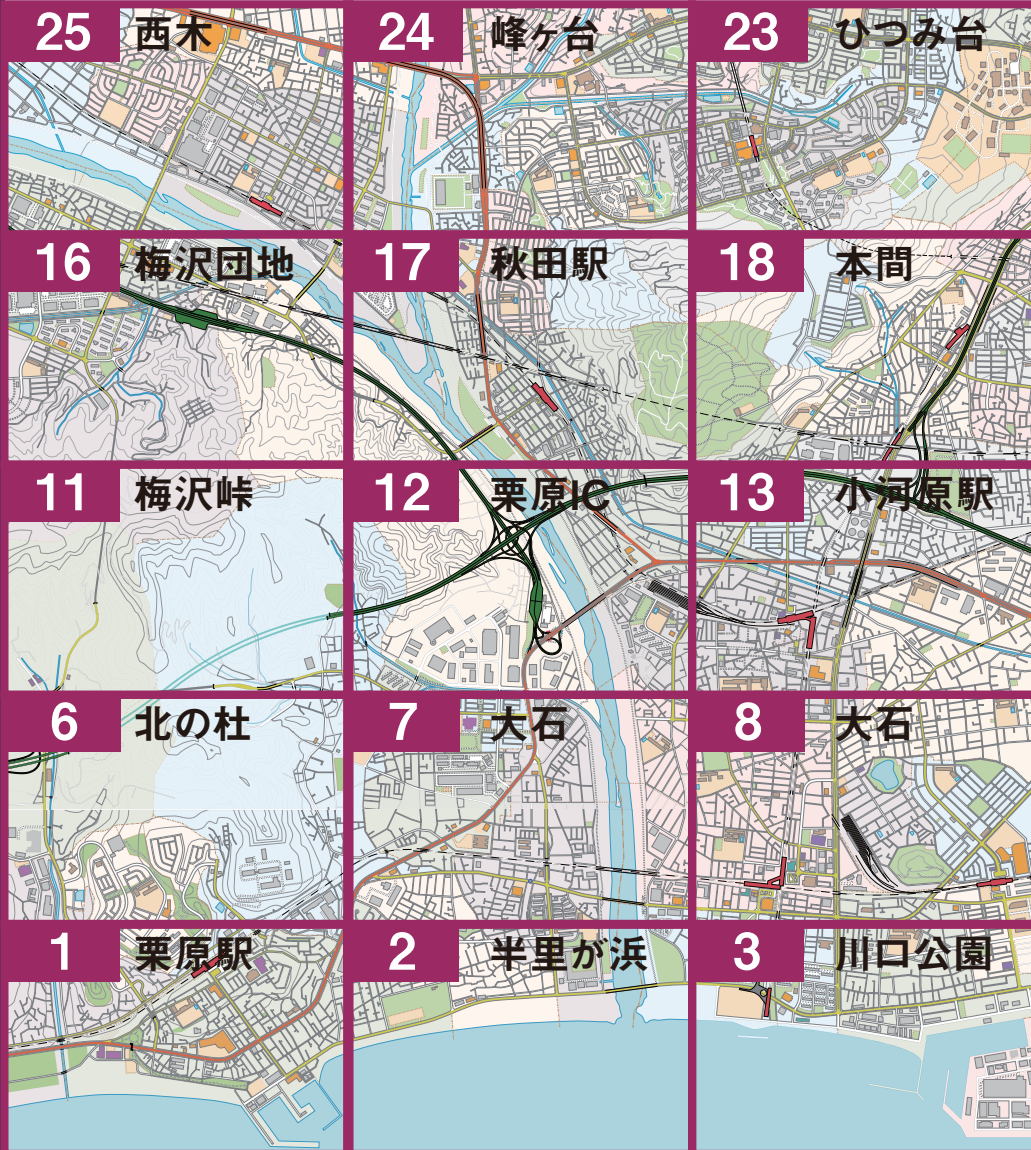 25 西木
24 峰ヶ台
23 ひつみ台
16 梅沢団地
17 秋田駅
18 本間
11 梅沢峠
12 栗原IC
13 小河原駅
6 北の杜
7 大石
8 大石
1 栗原駅
2 半里が浜
3 川口公園